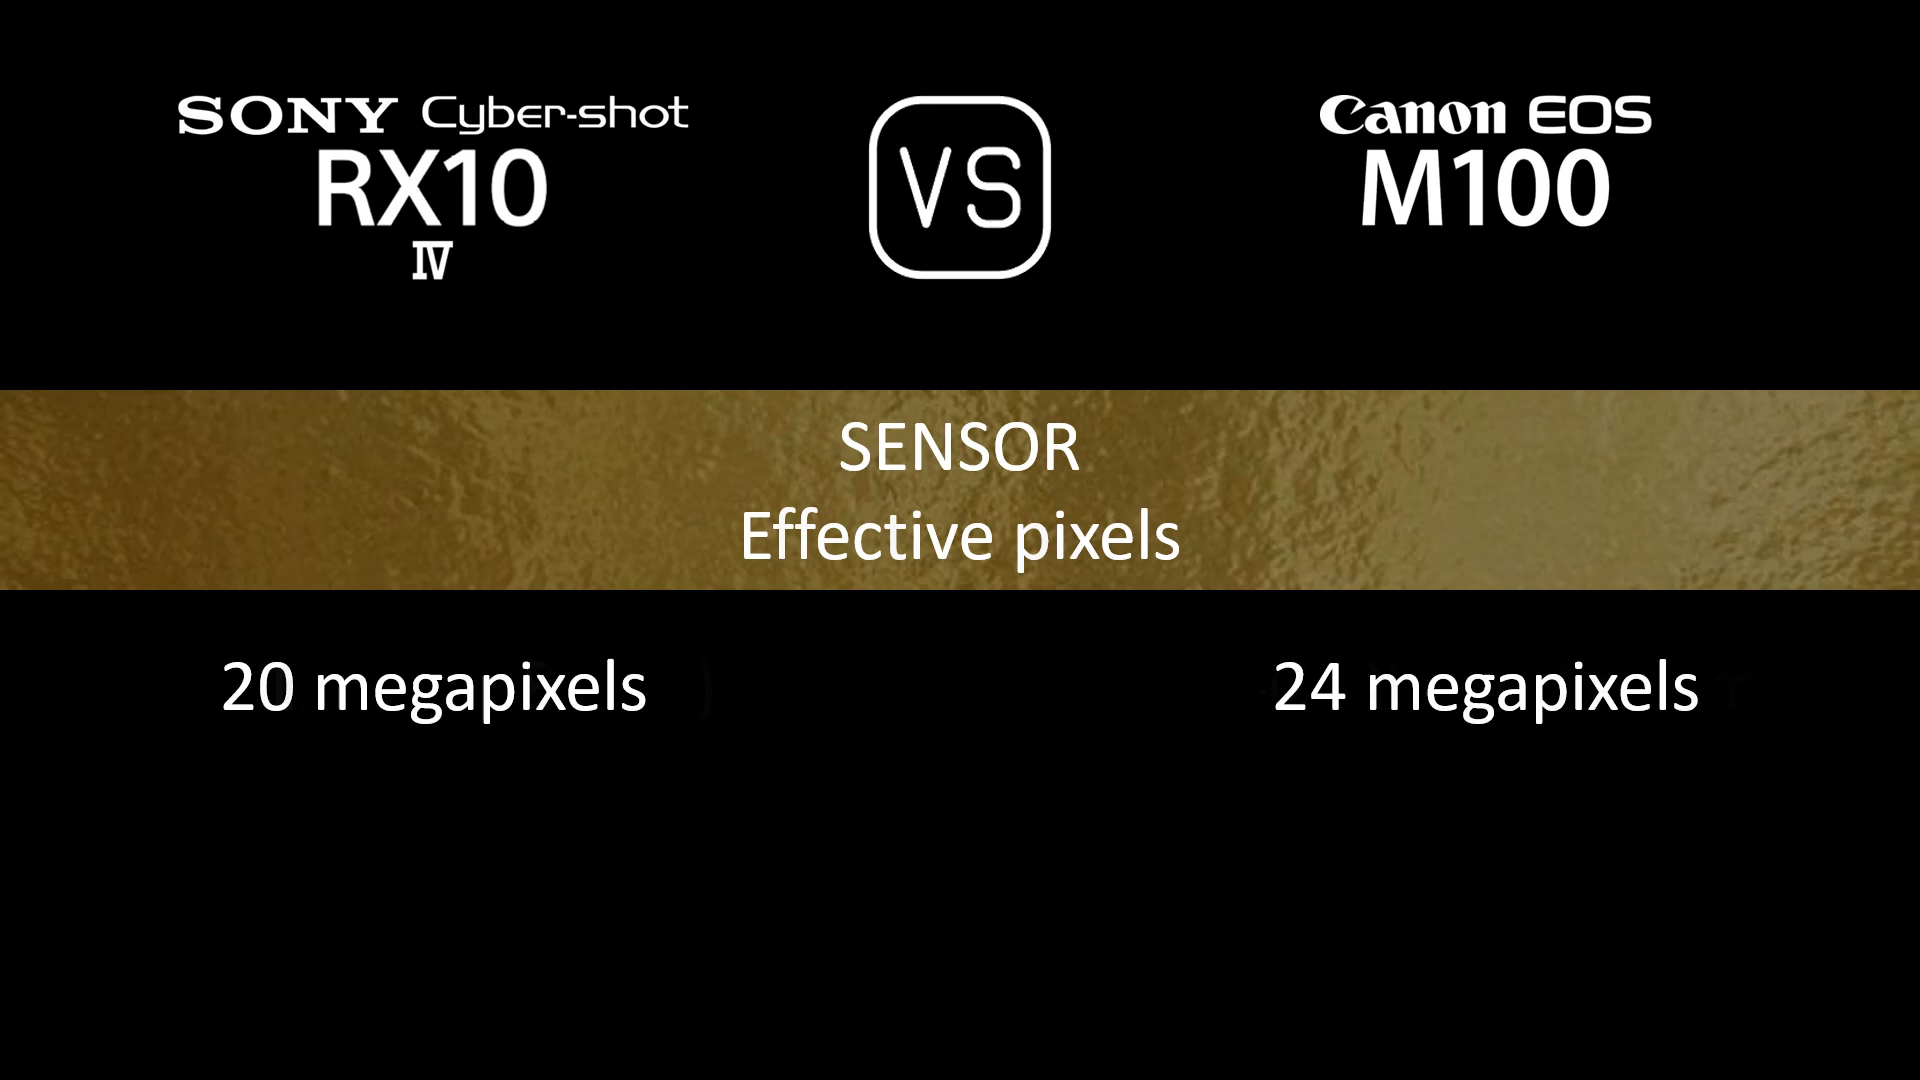 SONY Cyber-shot
RX10
IV
VS
Canon EOS
M100
SENSOR
Effective pixels
20 megapixels
24 megapixels